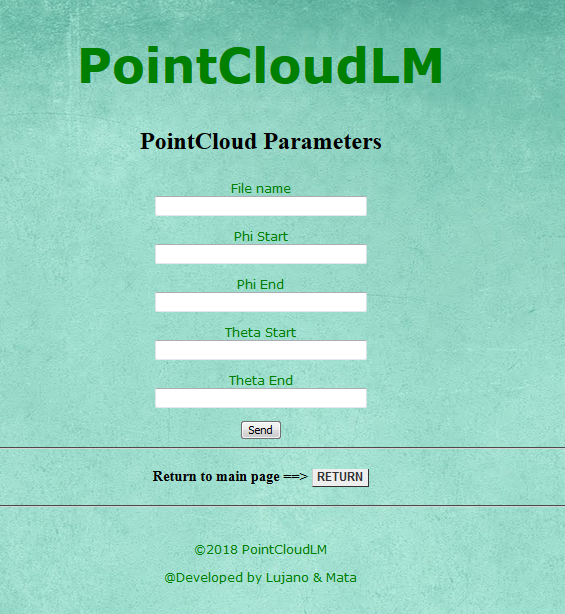 PointCloudLM
PointCloud Parameters
File name
Phi Start
Phi End
Theta Start
Theta End
Send
Return to main page ==> RETURN
©2018 PointCloudLM
@Developed by Lujano & Mata